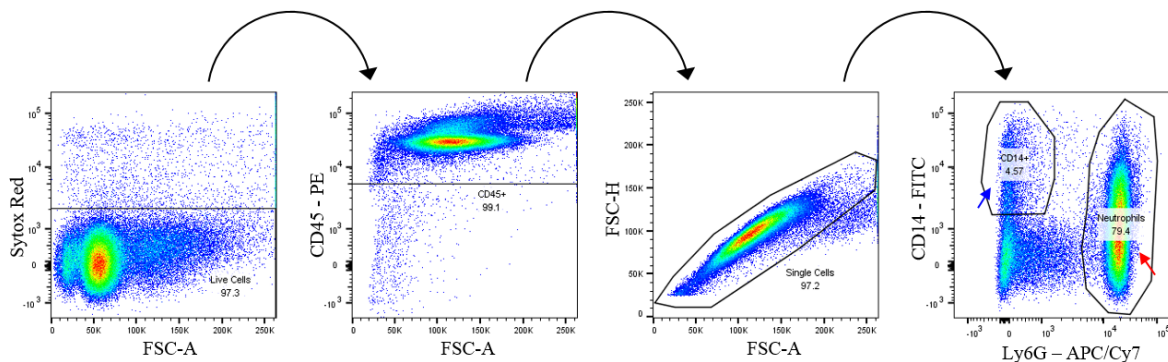 Sytox Red
10^5
10^4
10^3
0
-10^3
Live Cells
97.3
0
50K
100K
150K
200K
250K
FSC-A
CD45 - PE
10^5
10^4
10^3
0
-10^3
CD45+
99.1
0
50K
100K
150K
200K
250K
FSC-A
FSC-H
250K
200K
150K
100K
50K
0
Single Cells
97.2
0
50K
100K
150K
200K
250K
FSC-A
CD14 - FITC
10^5
10^4
10^3
0
-10^3
CD14+
4.57
Neutrophils
79.4
-10^3
0
10^3
10^4
10^5
Ly6G – APC/Cy7